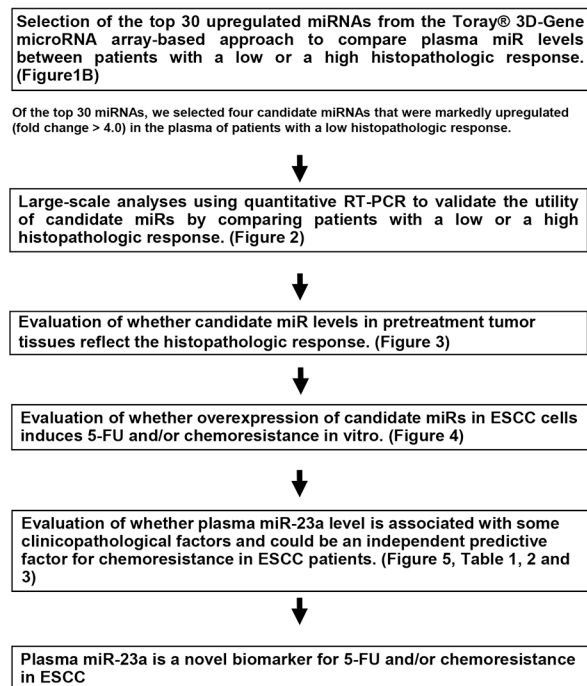 Selection of the top 30 upregulated miRNAs from the Toray® 3D-Gene
microRNA array-based approach to compare plasma miR levels
between patients with a low or a high histopathologic response.
(Figure1B)
Of the top 30 miRNAs, we selected four candidate miRNAs that were markedly upregulated
(fold change > 4.0) in the plasma of patients with a low histopathologic response.
Large-scale analyses using quantitative RT-PCR to validate the utility
of candidate miRs by comparing patients with a low or a high
histopathologic response. (Figure 2)
Evaluation of whether candidate miR levels in pretreatment tumor
tissues reflect the histopathologic response. (Figure 3)
Evaluation of whether overexpression of candidate miRs in ESCC cells
induces 5-FU and/or chemoresistance in vitro. (Figure 4)
Evaluation of whether plasma miR-23a level is associated with some
clinicopathological factors and could be an independent predictive
factor for chemoresistance in ESCC patients. (Figure 5, Table 1, 2 and
3)
Plasma miR-23a is a novel biomarker for 5-FU and/or chemoresistance
in ESCC